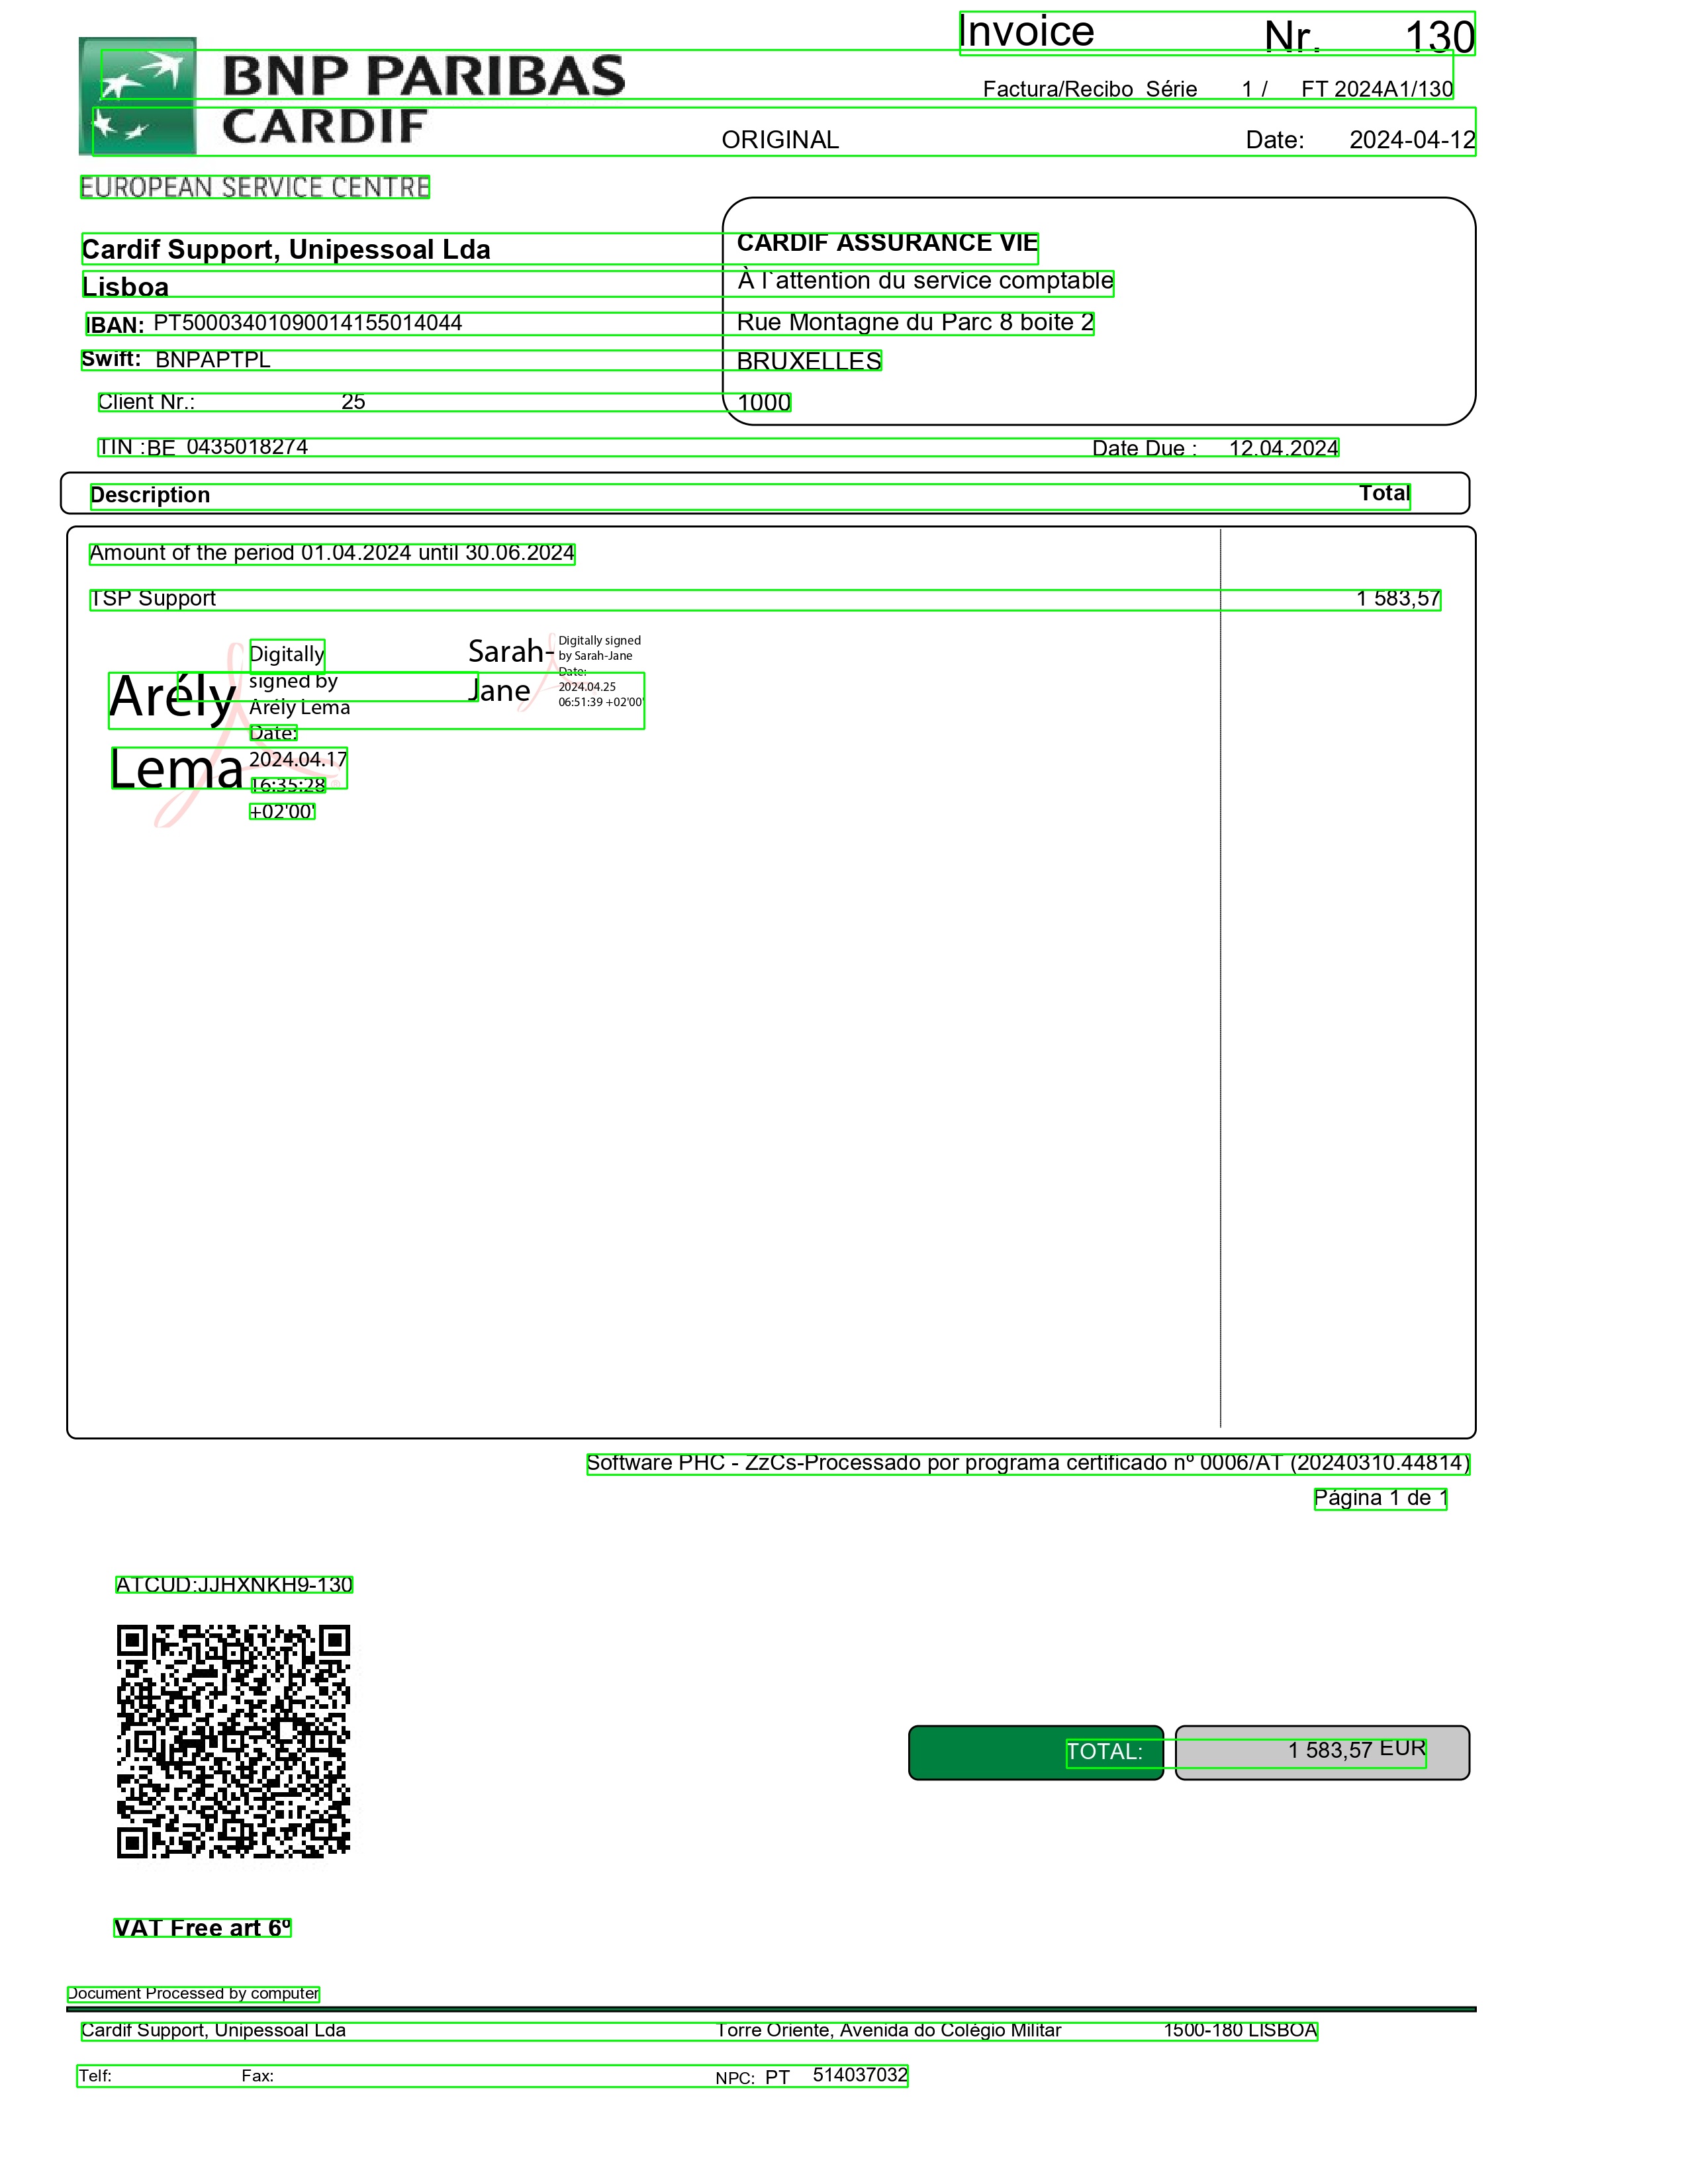 Invoice Nr. 130
BNP PARIBAS
CARDIF
Factura/Recibo Série 1 / FT 2024A1/130
ORIGINAL Date: 2024-04-12
EUROPEAN SERVICE CENTRE
Cardif Support, Unipessoal Lda
Lisboa
IBAN: PT50003401090014155014044
Swift: BNPAPTPL
Client Nr.: 25
TIN :BE 0435018274
CARDIF ASSURANCE VIE
À l`attention du service comptable
Rue Montagne du Parc 8 boite 2
BRUXELLES
1000
Date Due : 12.04.2024
Description Total
Amount of the period 01.04.2024 until 30.06.2024
TSP Support 1 583,57
Arély
Lema
Digitally
signed by
Arély Lema
Date:
2024.04.17
16:35:28
+02'00'
Sarah-
Jane
Digitally signed
by Sarah-Jane
Date:
2024.04.25
06:51:39 +02'00'
Software PHC - ZzCs-Processado por programa certificado nº 0006/AT (20240310.44814)
Página 1 de 1
ATCUD:JJHXNKH9-130
TOTAL: 1 583,57 EUR
VAT Free art 6º
Document Processed by computer
Cardif Support, Unipessoal Lda Torre Oriente, Avenida do Colégio Militar 1500-180 LISBOA
Telf: Fax: NPC: PT 514037032